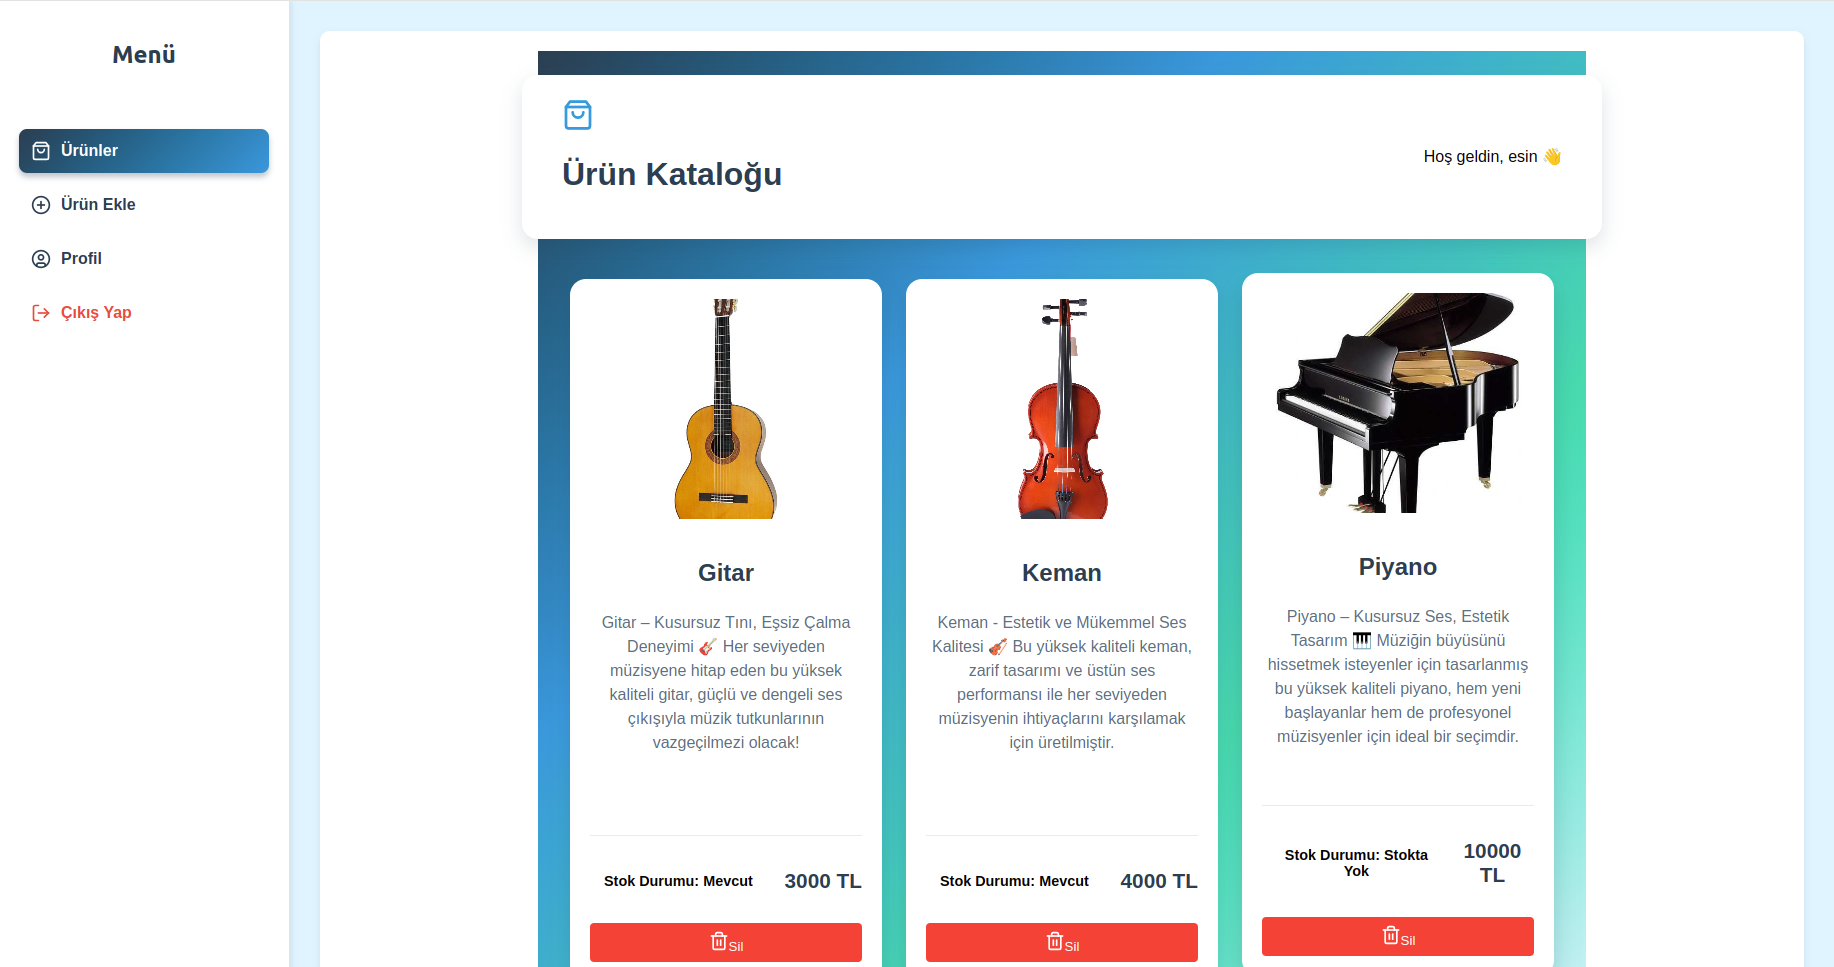 Menü
Ürünler
Ürün Ekle
Profil
Çıkış Yap
Ürün Kataloğu
Hoş geldin, esin 👋
Gitar
Gitar – Kusursuz Tını, Eşsiz Çalma
Deneyimi 🎸 Her seviyeden
müzisyene hitap eden bu yüksek
kaliteli gitar, güçlü ve dengeli ses
çıkışıyla müzik tutkunlarının
vazgeçilmezi olacak!
Stok Durumu: Mevcut
3000 TL
Sil
Keman
Keman - Estetik ve Mükemmel Ses
Kalitesi 🎻 Bu yüksek kaliteli keman,
zarif tasarımı ve üstün ses
performansı ile her seviyeden
müzisyenin ihtiyaçlarını karşılamak
için üretilmiştir.
Stok Durumu: Mevcut
4000 TL
Sil
Piyano
Piyano – Kusursuz Ses, Estetik
Tasarım 🎹 Müziğin büyüsünü
hissetmek isteyenler için tasarlanmış
bu yüksek kaliteli piyano, hem yeni
başlayanlar hem de profesyonel
müzisyenler için ideal bir seçimdir.
Stok Durumu: Stokta
Yok
10000
TL
Sil